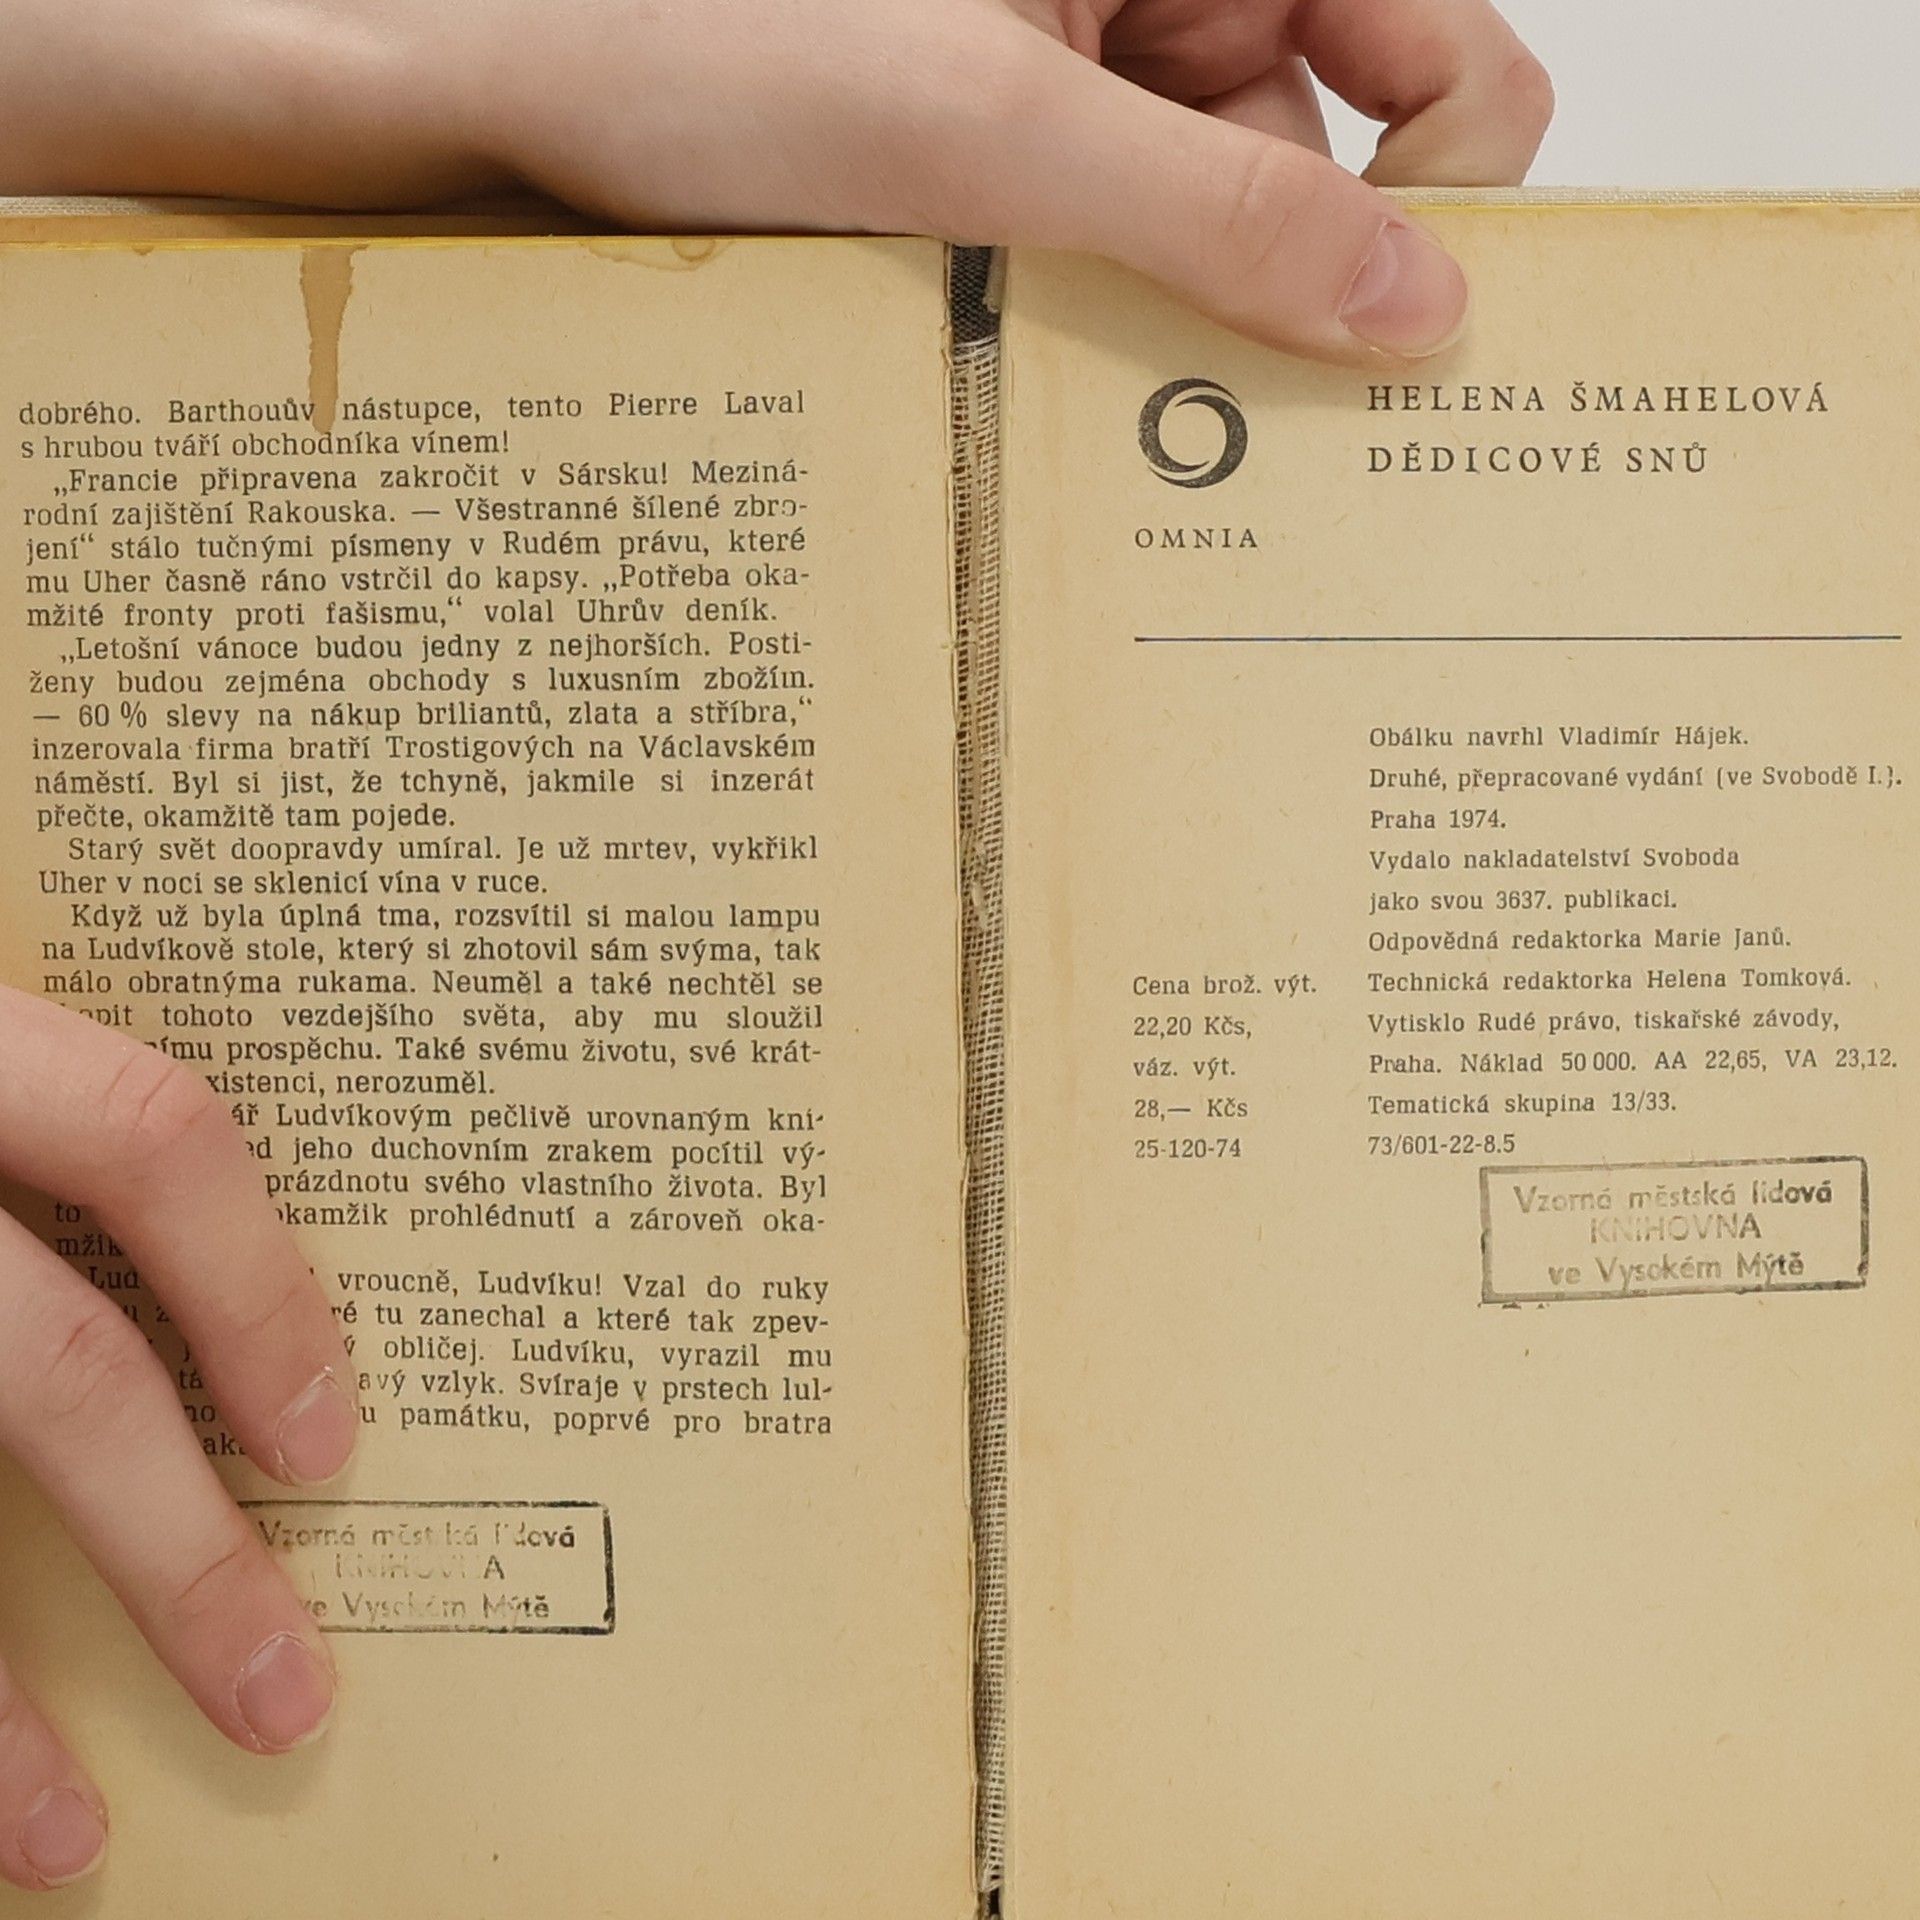 dobrého. Barthouův nástupce, tento Pierre Laval
s hrubou tváří obchodníka vínem!
„Francie připravena zakročit v Sársku! Meziná-
rodní zajištění Rakouska. — Všestranné šílené zbro-
jení“ stálo tučnými písmeny v Rudém právu, které
mu Uher časně ráno vstrčil do kapsy. „Potřeba oka-
mžité fronty proti fašismu,“ volal Uhrův deník.
„Letošní vánoce budou jedny z nejhorších. Posti-
ženy budou zejména obchody s luxusním zbožím.
— 60 % slevy na nákup briliantů, zlata a stříbra,“
inzerovala firma bratří Trostigových na Václavském
náměstí. Byl si jist, že tchyně, jakmile si inzerát
přečte, okamžitě tam pojede.
Starý svět doopravdy umíral. Je už mrtev, vykřikl
Uher v noci se sklenicí vína v ruce.
Když už byla úplná tma, rozsvítil si malou lampu
na Ludvíkově stole, který si zhotovil sám svýma, tak
málo obratnýma rukama. Neuměl a také nechtěl se
tohoto vezdejšího světa, aby mu sloužil
prospěchu. Také svému životu, své krát-
nerozuměl.
Ludvíkovým pečlivě urovnaným kni-
jeho duchovním zrakem pocítil vý-
prázdnotu svého vlastního života. Byl
to okamžik prohlédnutí a zároveň oka-
mžik
vroucně, Ludvíku! Vzal do ruky
tu zanechal a které tak zpev-
obličej. Ludvíku, vyrazil mu
vzlyk. Svíraje v prstech lul-
památku, poprvé pro bratra
Vzorná městská lidová
KNIHOVNA
ve Vysokém Mýtě
OMNIA
HELENA ŠMAHELOVÁ
DĚDICOVÉ SNŮ
Obálku navrhl Vladimír Hájek.
Druhé, přepracované vydání (ve Svobodě I.).
Praha 1974.
Vydalo nakladatelství Svoboda
jako svou 3637. publikaci.
Odpovědná redaktorka Marie Janů.
Technická redaktorka Helena Tomková.
Vytisklo Rudé právo, tiskařské závody,
Praha. Náklad 50 000. AA 22,65, VA 23,12.
Tematická skupina 13/33.
73/601-22-8.5
Cena brož. výt.
22,20 Kčs,
váz. výt.
28,— Kčs
25-120-74
Vzorná městská lidová
KNIHOVNA
ve Vysokém Mýtě